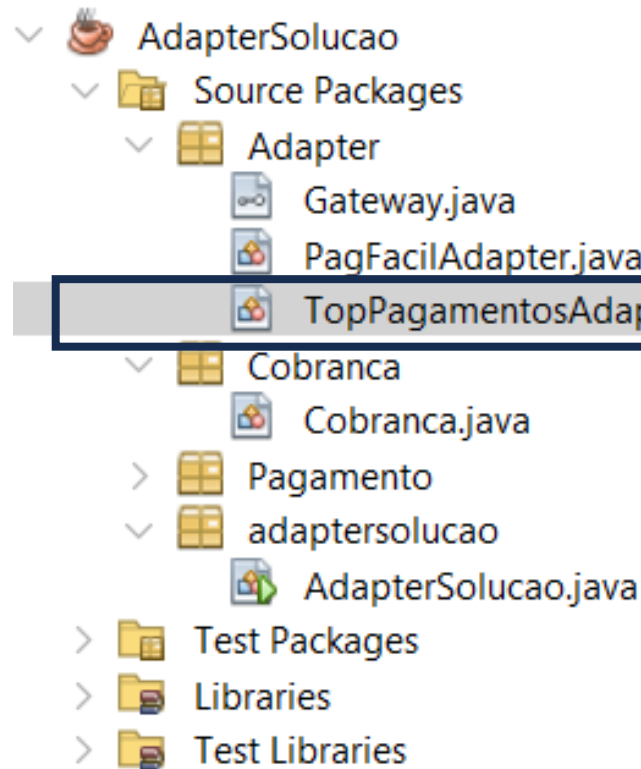 AdapterSolucao
Source Packages
Adapter
Gateway.java
PagFacilAdapter.java
TopPagamentosAdap
Cobranca
Cobranca.java
Pagamento
adaptersolucao
AdapterSolucao.java
Test Packages
Libraries
Test Libraries